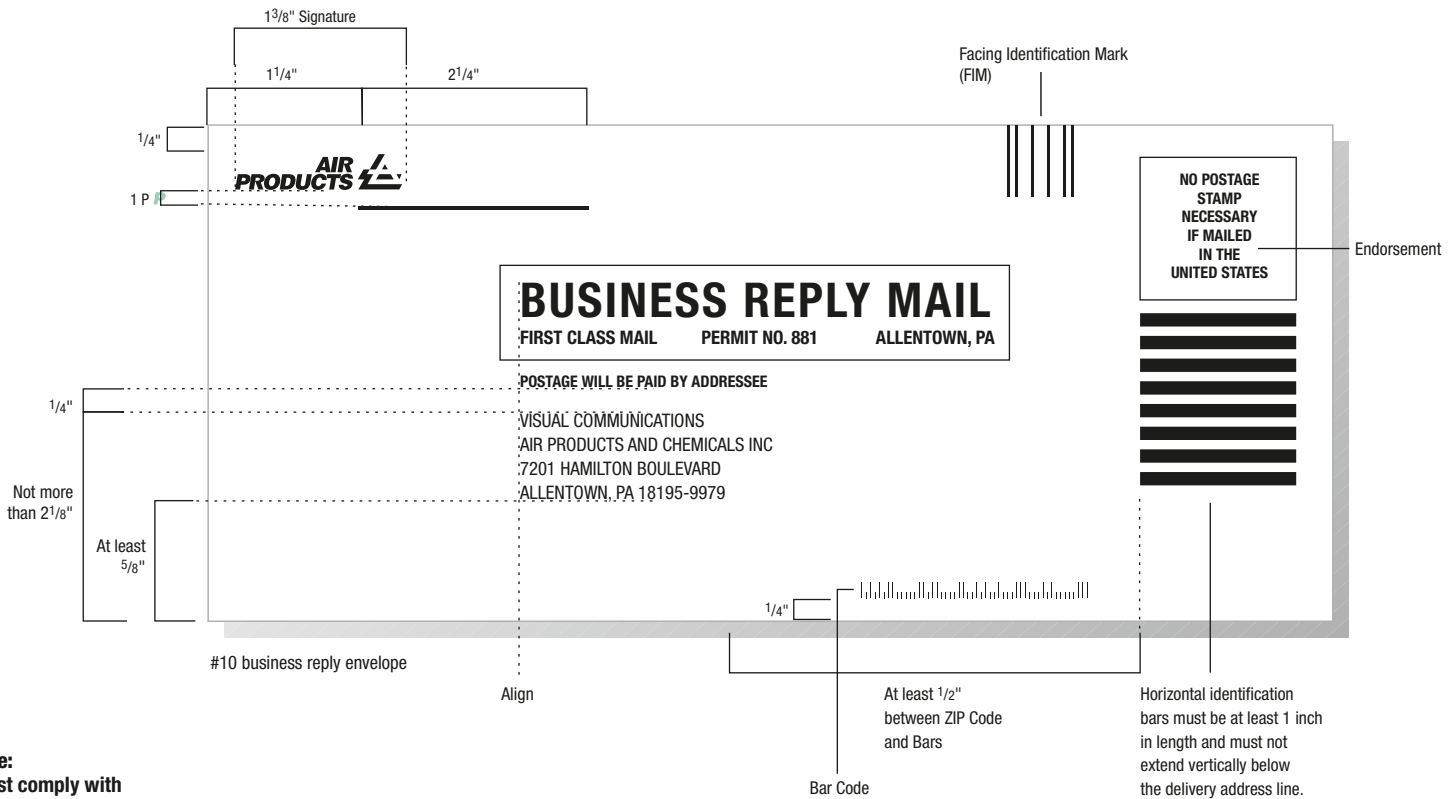 1 3/8" Signature
1 1/4"
2 1/4"
Facing Identification Mark
(FIM)
1/4"
AIR
PRODUCTS
1 P P
NO POSTAGE
STAMP
NECESSARY
IF MAILED
IN THE
UNITED STATES
Endorsement
BUSINESS REPLY MAIL
FIRST CLASS MAIL PERMIT NO. 881 ALLENTOWN, PA
POSTAGE WILL BE PAID BY ADDRESSEE
1/4"
VISUAL COMMUNICATIONS
AIR PRODUCTS AND CHEMICALS INC
7201 HAMILTON BOULEVARD
ALLENTOWN, PA 18195-9979
Not more
than 2 1/8"
At least
5/8"
1/4"
#10 business reply envelope
Align
At least 1/2"
between ZIP Code
and Bars
Bar Code
Horizontal identification
bars must be at least 1 inch
in length and must not
extend vertically below
the delivery address line.
e:
st comply with